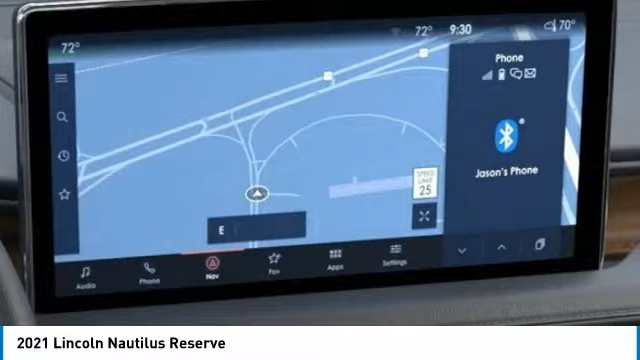 72°
72°
9:30
70°
Phone
Jason's Phone
SPEED
LIMIT
25
E
Audio
Phone
Nav
Fav
Apps
Settings
2021 Lincoln Nautilus Reserve